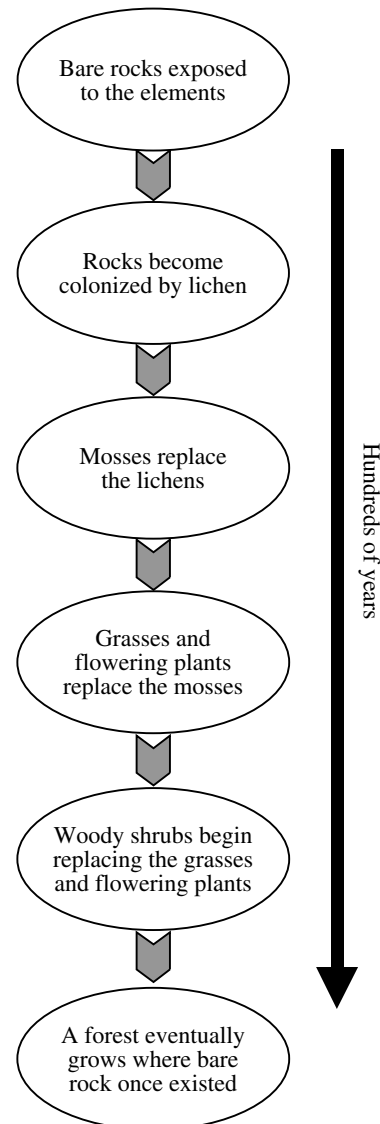 Bare rocks exposed
to the elements
Rocks become
colonized by lichen
Mosses replace
the lichens
Grasses and
flowering plants
replace the mosses
Woody shrubs begin
replacing the grasses
and flowering plants
A forest eventually
grows where bare
rock once existed
Hundreds of years